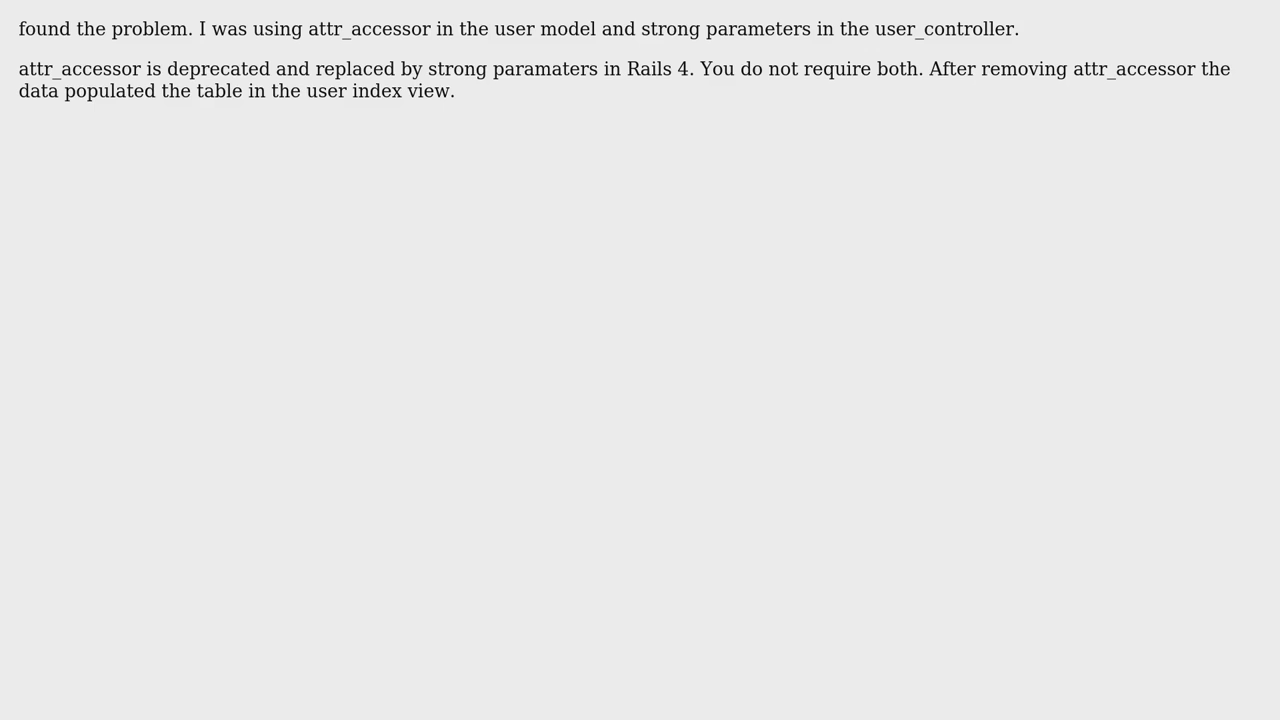 found the problem. I was using attr_accessor in the user model and strong parameters in the user_controller.
attr_accessor is deprecated and replaced by strong paramaters in Rails 4. You do not require both. After removing attr_accessor the
data populated the table in the user index view.